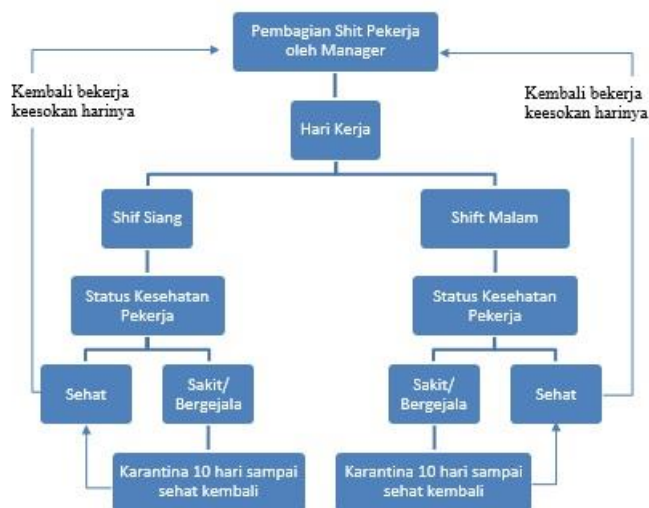 Pembagian Shit Pekerja
oleh Manager
Kembali bekerja
keesokan harinya
Kembali bekerja
keesokan harinya
Hari Kerja
Shif Siang
Shift Malam
Status Kesehatan
Pekerja
Status Kesehatan
Pekerja
Sehat
Sakit/
Bergejala
Sakit/
Bergejala
Sehat
Karantina 10 hari sampai
sehat kembali
Karantina 10 hari sampai
sehat kembali